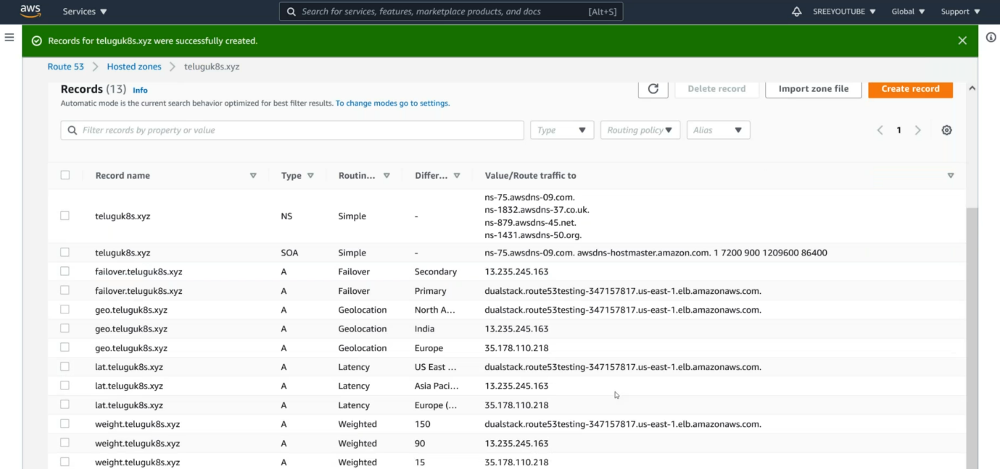 aws Services Search for services, features, marketplace products, and docs [Alt+S] SREEYOUTUBE Global Support
Records for teluguk8s.xyz were successfully created.
Route 53 Hosted zones teluguk8s.xyz
Records (13) Info Delete record Import zone file Create record
Automatic mode is the current search behavior optimized for best filter results. To change modes go to settings.
Filter records by property or value Type Routing policy Alias 1
Record name Type Routin... Differ... Value/Route traffic to
ns-75.awsdns-09.com.
ns-1832.awsdns-37.co.uk.
teluguk8s.xyz NS Simple -
ns-879.awsdns-45.net.
ns-1431.awsdns-50.org.
teluguk8s.xyz SOA Simple - ns-75.awsdns-09.com. awsdns-hostmaster.amazon.com. 1 7200 900 1209600 86400
failover.teluguk8s.xyz A Failover Secondary 13.235.245.163
failover.teluguk8s.xyz A Failover Primary dualstack.route53testing-347157817.us-east-1.elb.amazonaws.com.
geo.teluguk8s.xyz A Geolocation North A... dualstack.route53testing-347157817.us-east-1.elb.amazonaws.com.
geo.teluguk8s.xyz A Geolocation India 13.235.245.163
geo.teluguk8s.xyz A Geolocation Europe 35.178.110.218
lat.teluguk8s.xyz A Latency US East ... dualstack.route53testing-347157817.us-east-1.elb.amazonaws.com.
lat.teluguk8s.xyz A Latency Asia Paci... 13.235.245.163
lat.teluguk8s.xyz A Latency Europe (... 35.178.110.218
weight.teluguk8s.xyz A Weighted 150 dualstack.route53testing-347157817.us-east-1.elb.amazonaws.com.
weight.teluguk8s.xyz A Weighted 90 13.235.245.163
weight.teluguk8s.xyz A Weighted 15 35.178.110.218